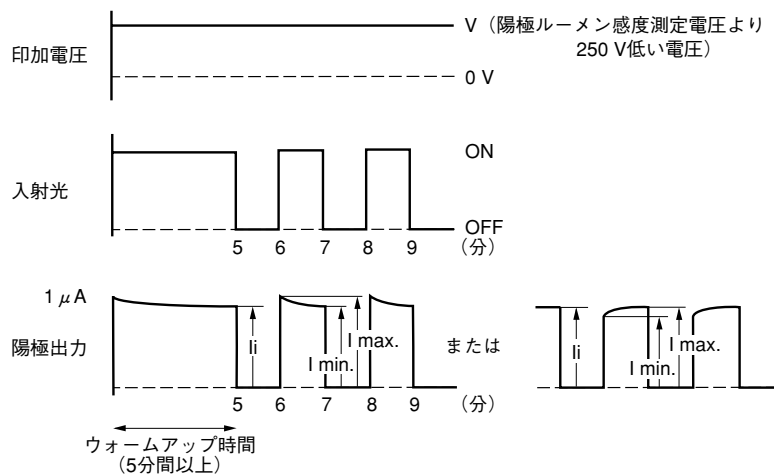 印加電圧
V(陽極ルーメン感度測定電圧より
250 V低い電圧)
0 V
入射光
ON
OFF
5 6 7 8 9 (分)
1 μA
陽極出力
Ii
I min.
I max.
5 6 7 8 9 (分)
または
Ii
I min.
I max.
ウォームアップ時間
(5分間以上)